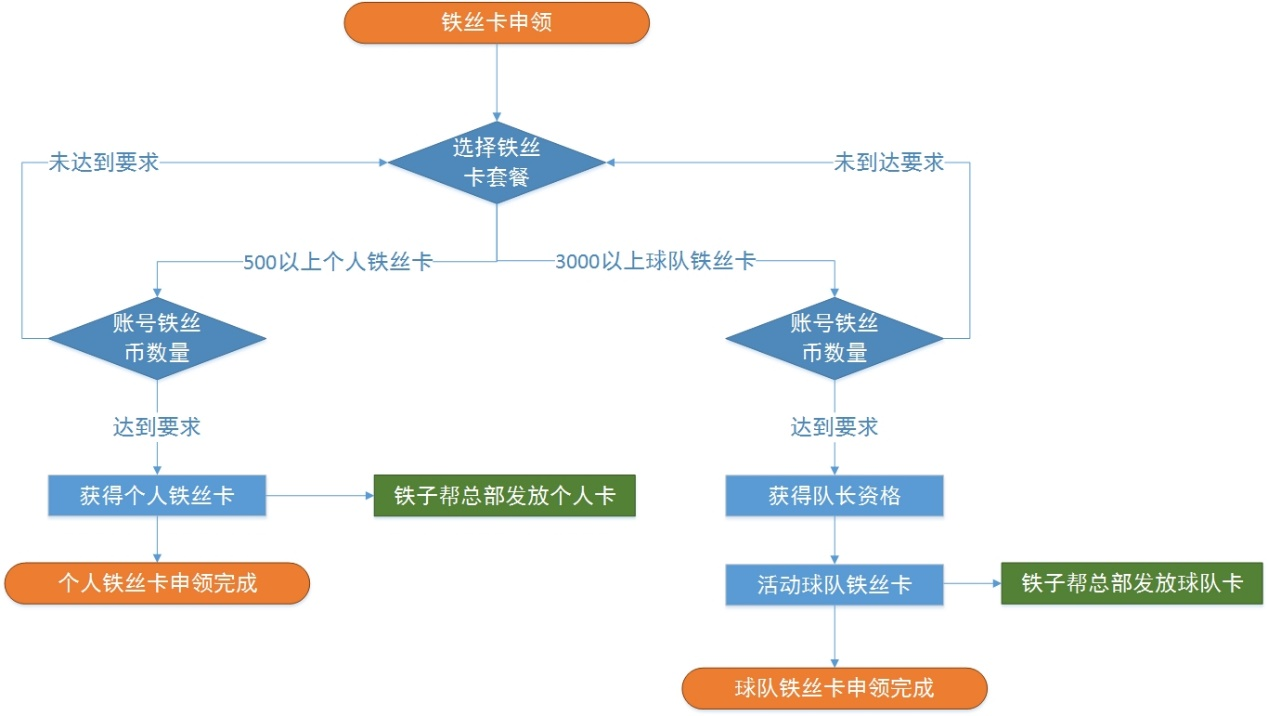 铁丝卡申领
选择铁丝
卡套餐
未达到要求
未到达要求
500以上个人铁丝卡
3000以上球队铁丝卡
账号铁丝
币数量
账号铁丝
币数量
达到要求
达到要求
获得个人铁丝卡
铁子帮总部发放个人卡
获得队长资格
个人铁丝卡申领完成
活动球队铁丝卡
铁子帮总部发放球队卡
球队铁丝卡申领完成